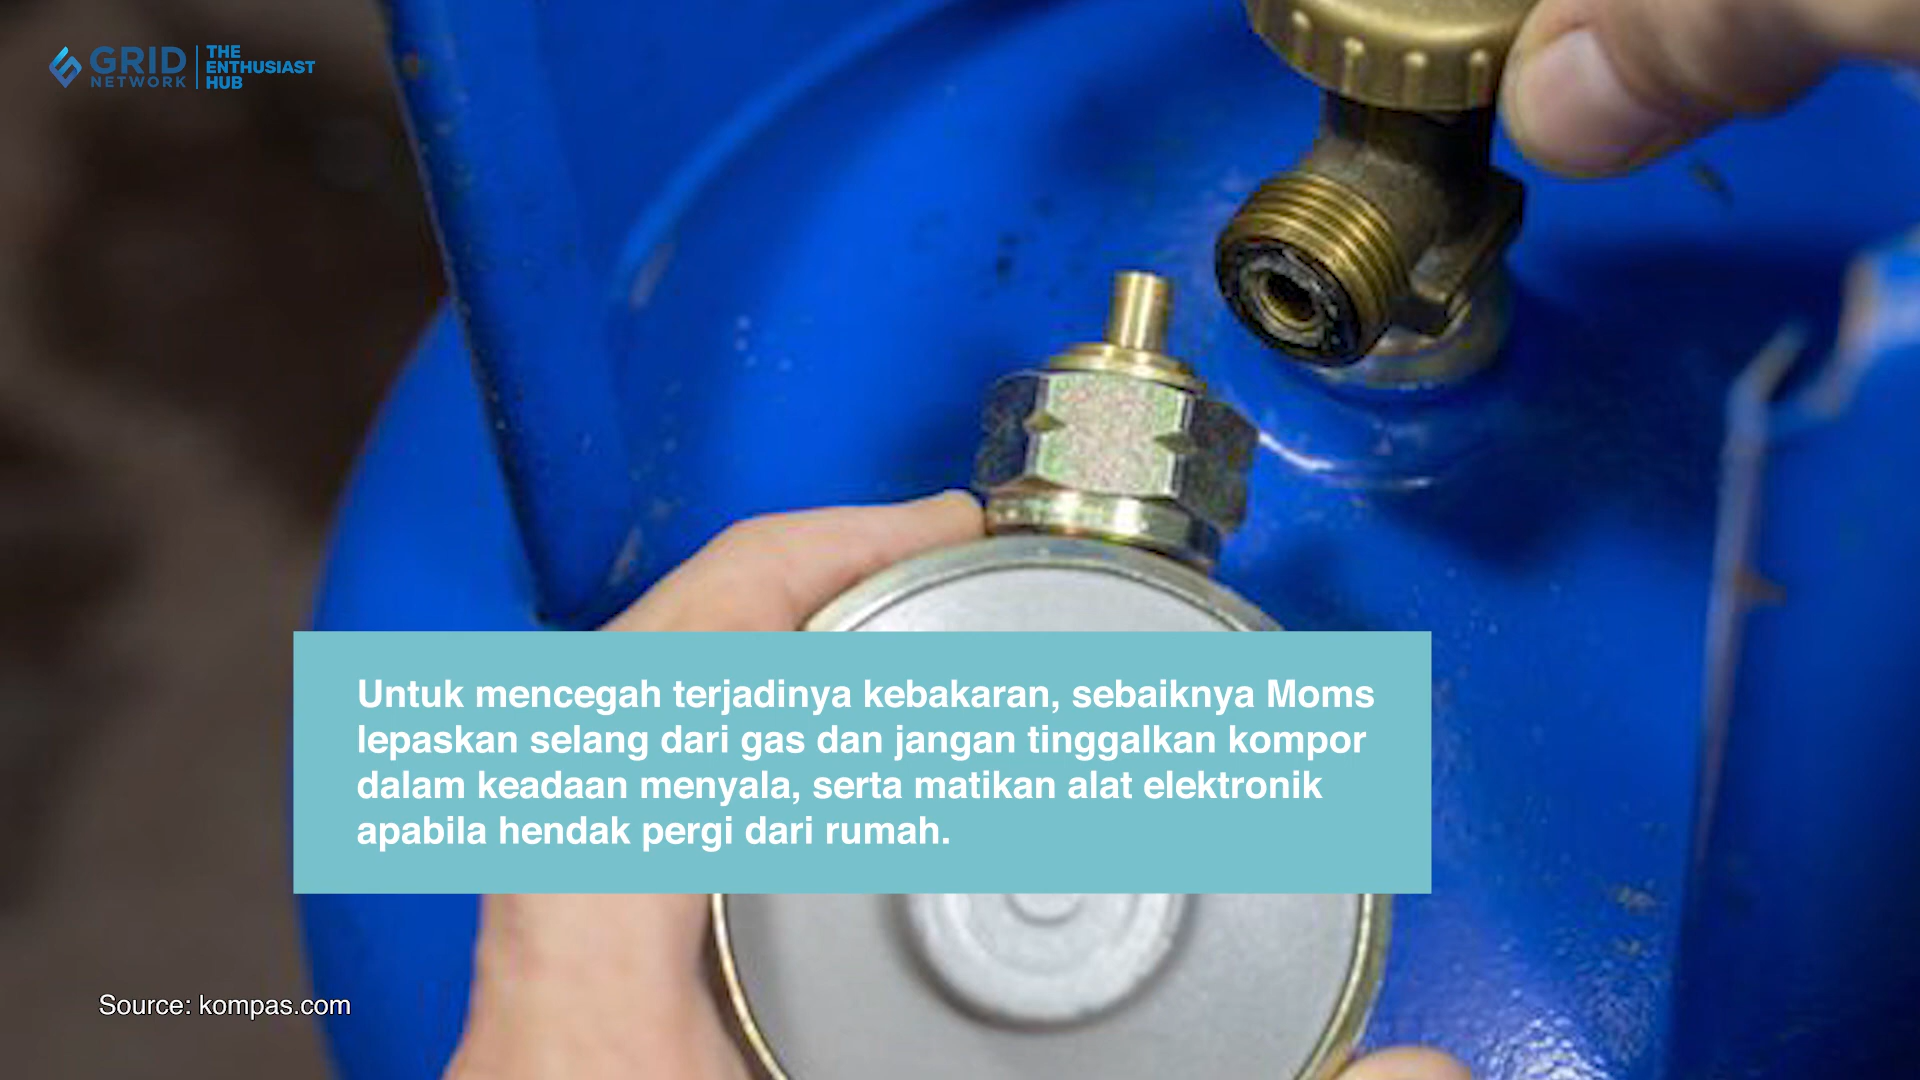 GRID
NETWORK
THE
ENTHUSIAST
HUB
Untuk mencegah terjadinya kebakaran, sebaiknya Moms
lepaskan selang dari gas dan jangan tinggalkan kompor
dalam keadaan menyala, serta matikan alat elektronik
apabila hendak pergi dari rumah.
Source: kompas.com